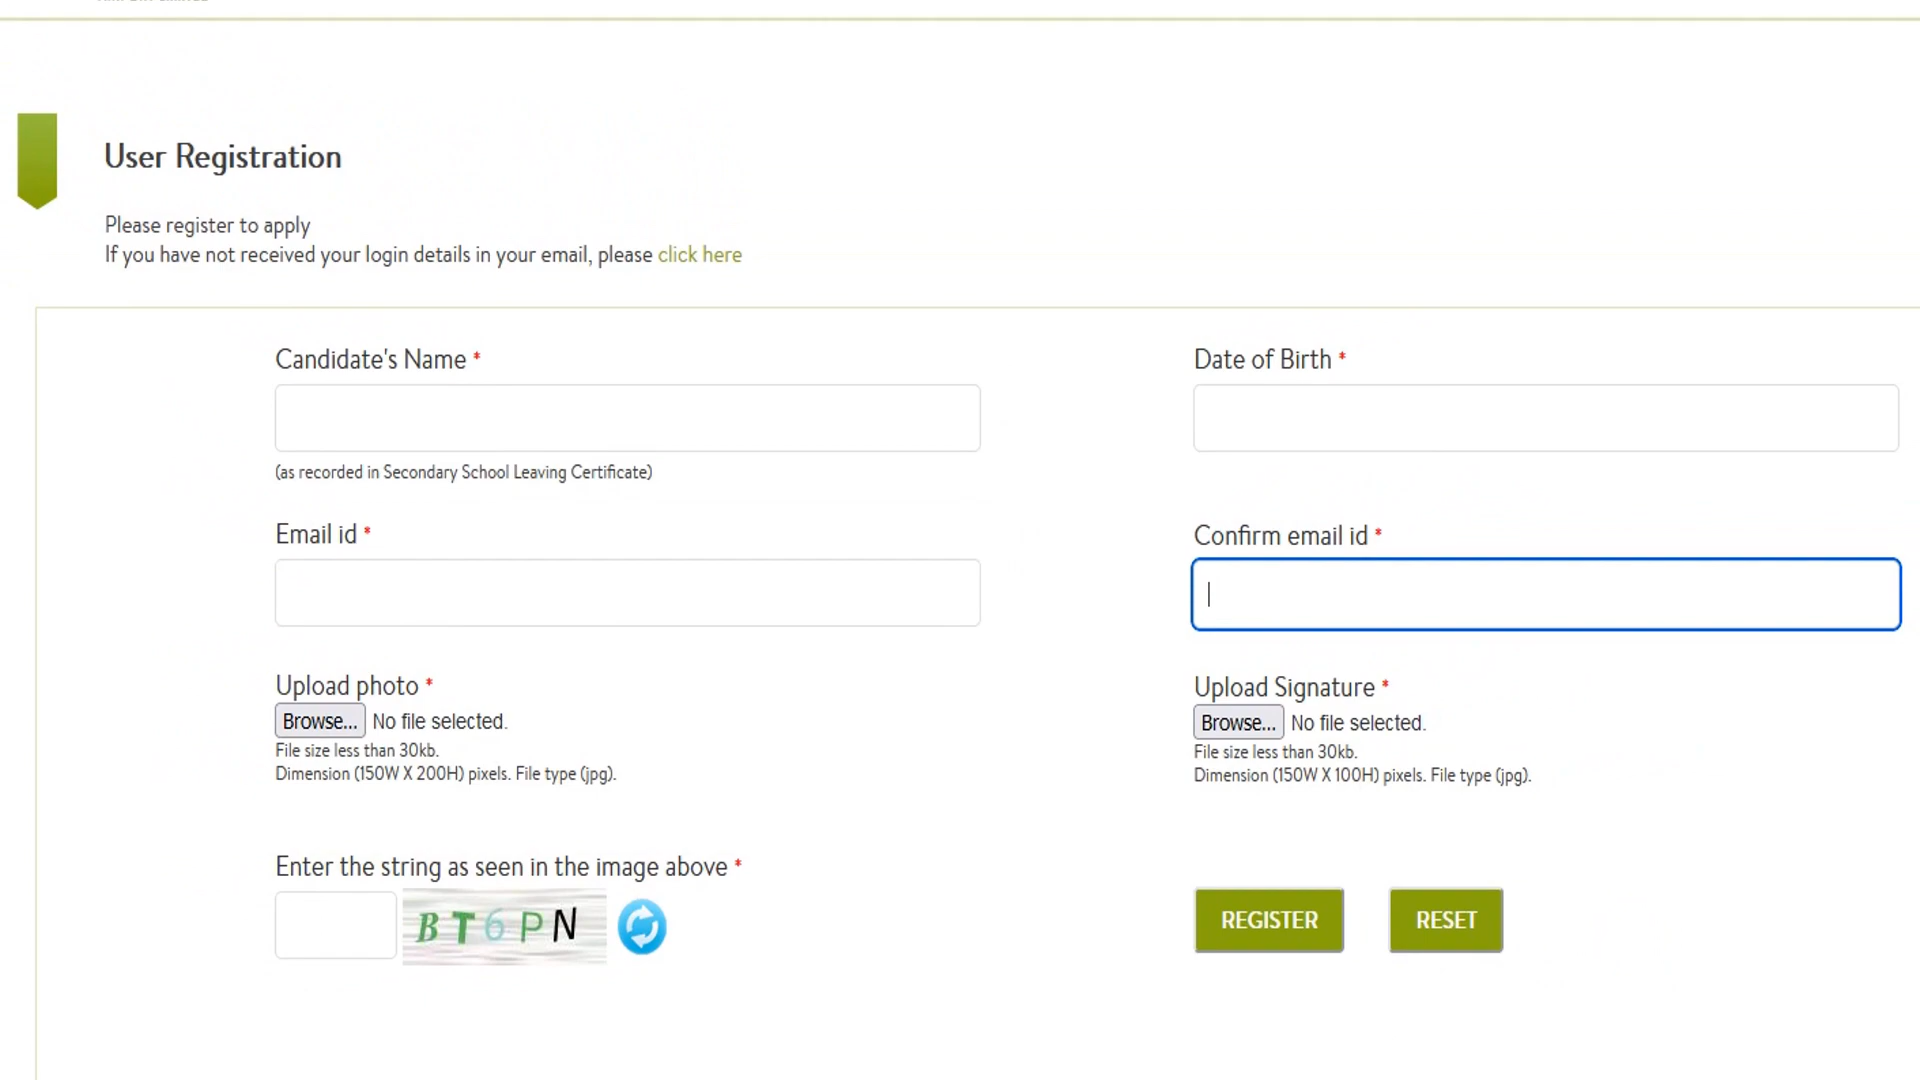 User Registration
Please register to apply
If you have not received your login details in your email, please click here
Candidate's Name *
Date of Birth *
(as recorded in Secondary School Leaving Certificate)
Email id *
Confirm email id *
Upload photo *
Upload Signature *
Browse... No file selected.
Browse... No file selected.
File size less than 30kb.
File size less than 30kb.
Dimension (150W X 200H) pixels. File type (jpg).
Dimension (150W X 100H) pixels. File type (jpg).
Enter the string as seen in the image above *
BT6PN
REGISTER
RESET